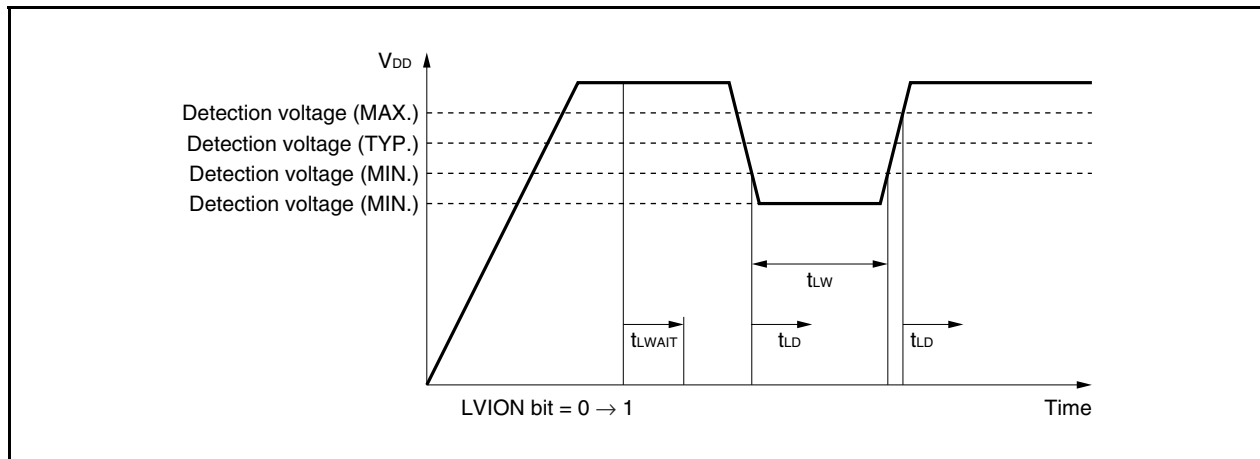 VDD
Detection voltage (MAX.)
Detection voltage (TYP.)
Detection voltage (MIN.)
Detection voltage (MIN.)
tLW
tLWAIT
tLD
tLD
LVION bit = 0 → 1
Time